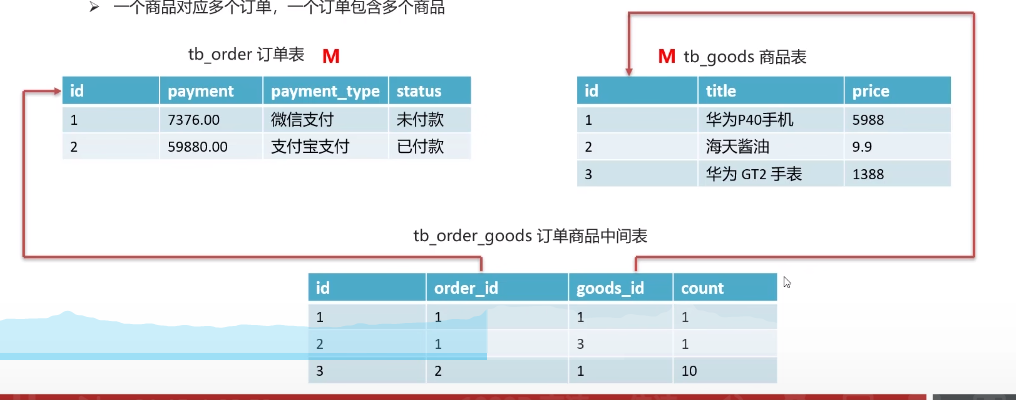 ➢ 一个商品对应多个订单，一个订单包含多个商品
tb_order 订单表 M
id payment payment_type status
1 7376.00 微信支付 未付款
2 59880.00 支付宝支付 已付款
M tb_goods 商品表
id title price
1 华为P40手机 5988
2 海天酱油 9.9
3 华为 GT2 手表 1388
tb_order_goods 订单商品中间表
id order_id goods_id count
1 1 1 1
2 1 3 1
3 2 1 10